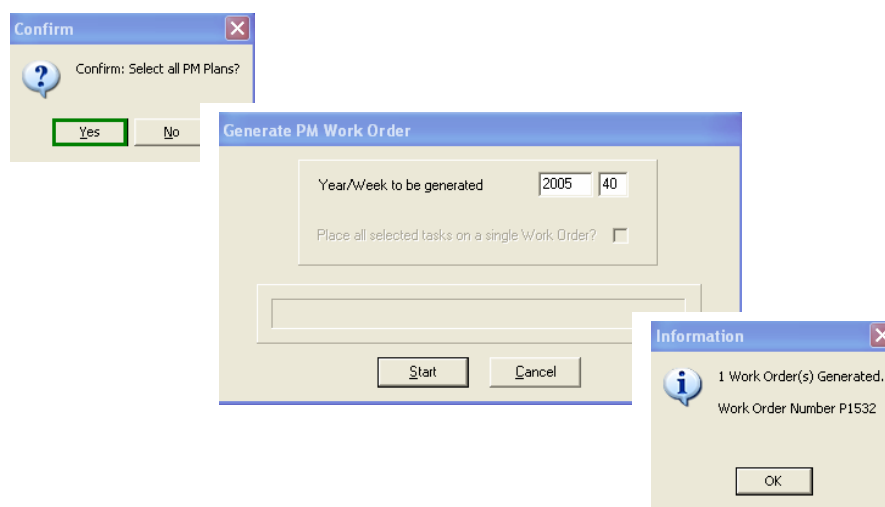 Confirm
Confirm: Select all PM Plans?
Yes No
Generate PM Work Order
Year/Week to be generated 2005 40
Place all selected tasks on a single Work Order?
Start Cancel
Information
1 Work Order(s) Generated.
Work Order Number P1532
OK